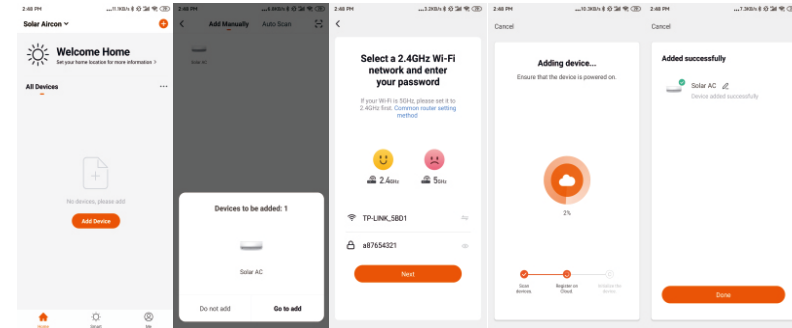 2:48 PM
Solar Aircon
Welcome Home
Set your home location for more information >
All Devices
No devices, please add
Add Device
Home
Smart
Me
2:48 PM
Add Manually
Auto Scan
Solar AC
Devices to be added: 1
Solar AC
Do not add
Go to add
2:48 PM
Select a 2.4GHz Wi-Fi
network and enter
your password
If your Wi-Fi is 5GHz, please set it to
2.4GHz first. Common router setting
method
2.4GHz
5GHz
TP-LINK_5BD1
a87654321
Next
2:48 PM
Cancel
Adding device...
Ensure that the device is powered on.
2%
Scan
devices.
Register on
Cloud.
Initialize the
device.
2:48 PM
Cancel
Added successfully
Solar AC
Device added successfully
Done